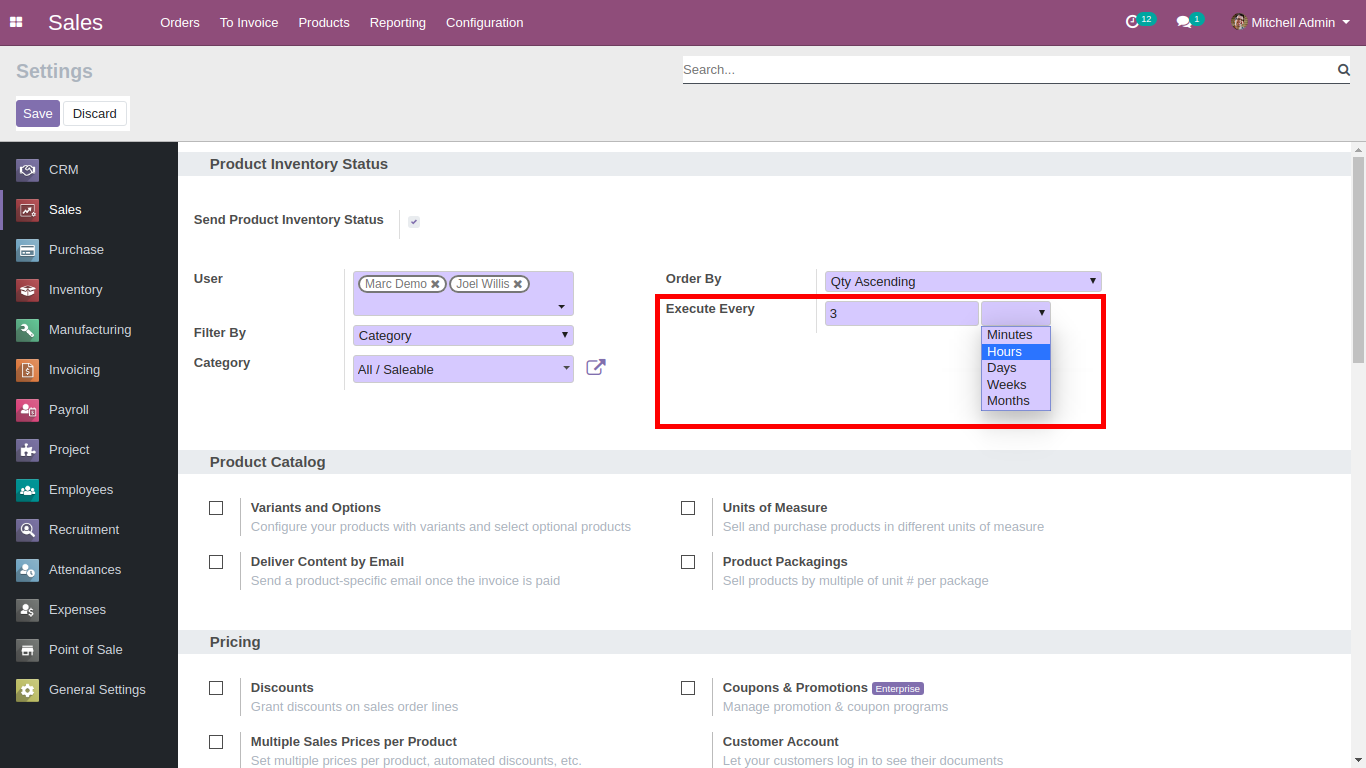 Sales Orders To Invoice Products Reporting Configuration 12 1 Mitchell Admin
Settings
Search...
Save Discard
CRM
Sales
Purchase
Inventory
Manufacturing
Invoicing
Payroll
Project
Employees
Recruitment
Attendances
Expenses
Point of Sale
General Settings
Product Inventory Status
Send Product Inventory Status
User Marc Demo Joel Willis
Filter By Category
Category All / Saleable
Order By Qty Ascending
Execute Every 3
Minutes
Hours
Days
Weeks
Months
Product Catalog
Variants and Options
Configure your products with variants and select optional products
Units of Measure
Sell and purchase products in different units of measure
Deliver Content by Email
Send a product-specific email once the invoice is paid
Product Packagings
Sell products by multiple of unit # per package
Pricing
Discounts
Grant discounts on sales order lines
Coupons & Promotions Enterprise
Manage promotion & coupon programs
Multiple Sales Prices per Product
Set multiple prices per product, automated discounts, etc.
Customer Account
Let your customers log in to see their documents